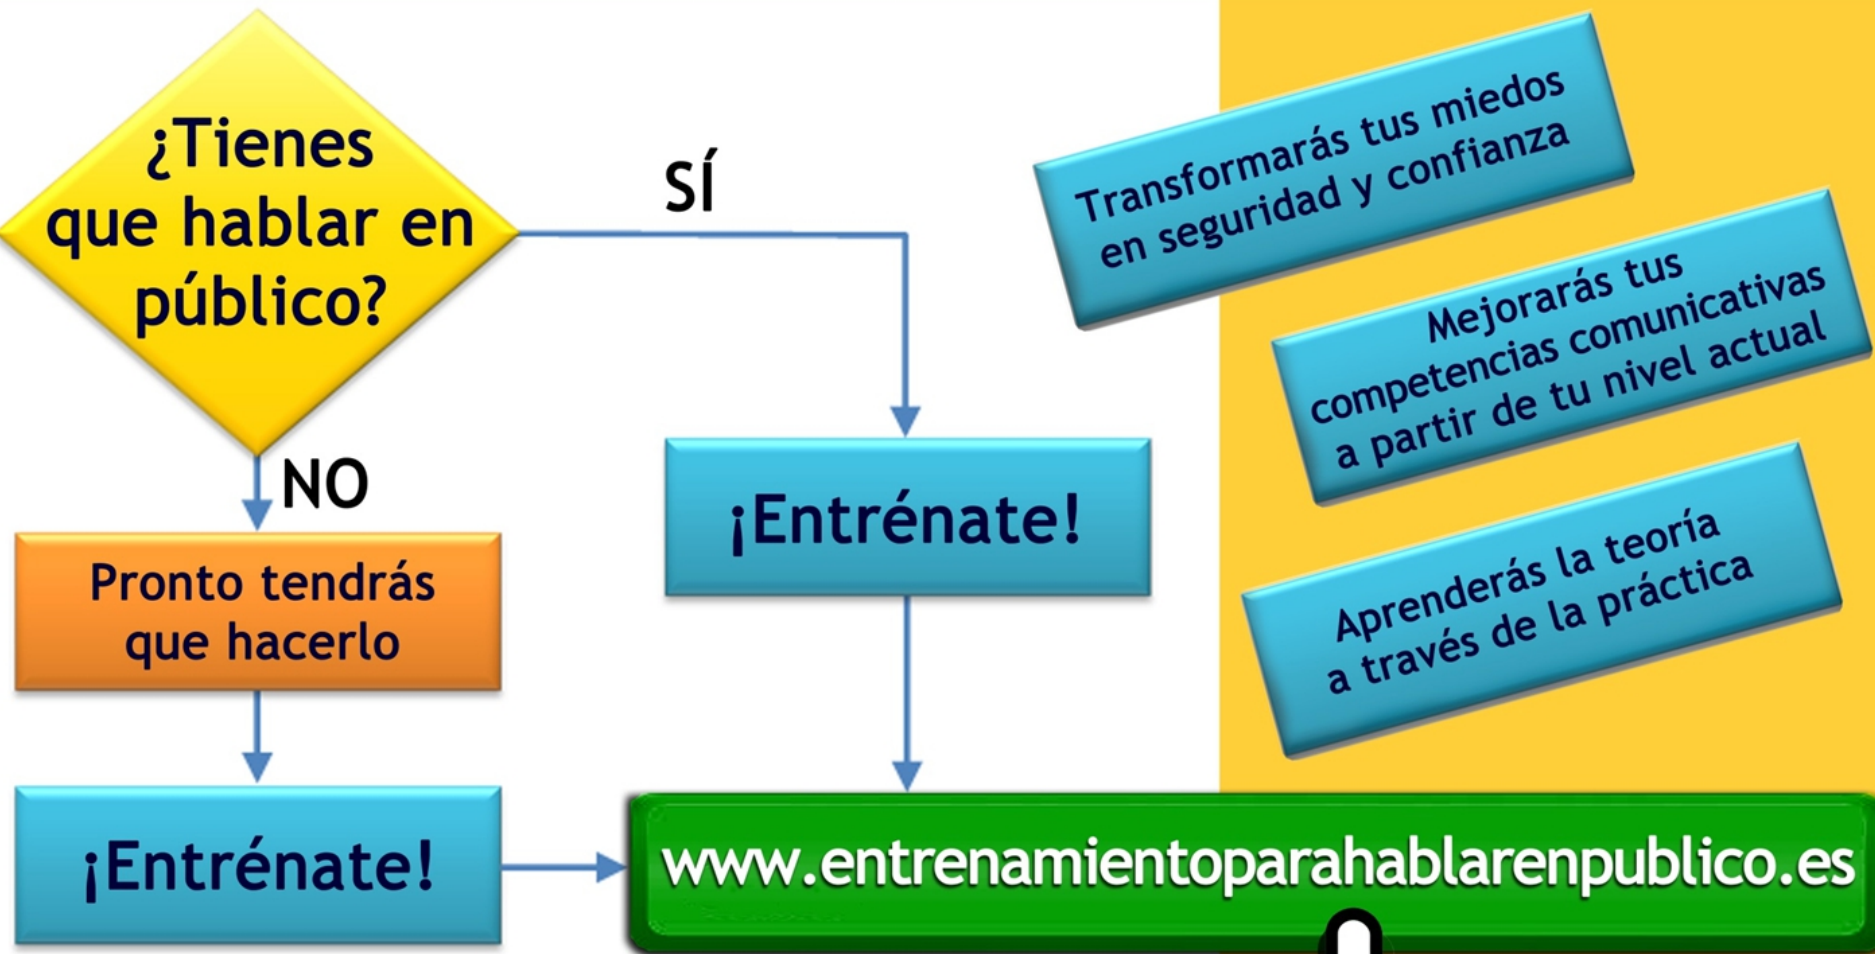 ¿Tienes
que hablar en
público?
SÍ
NO
Pronto tendrás
que hacerlo
¡Entrénate!
¡Entrénate!
Transformarás tus miedos
en seguridad y confianza
Mejorarás tus
competencias comunicativas
a partir de tu nivel actual
Aprenderás la teoría
a través de la práctica
www.entrenamientoparahablarenpublico.es